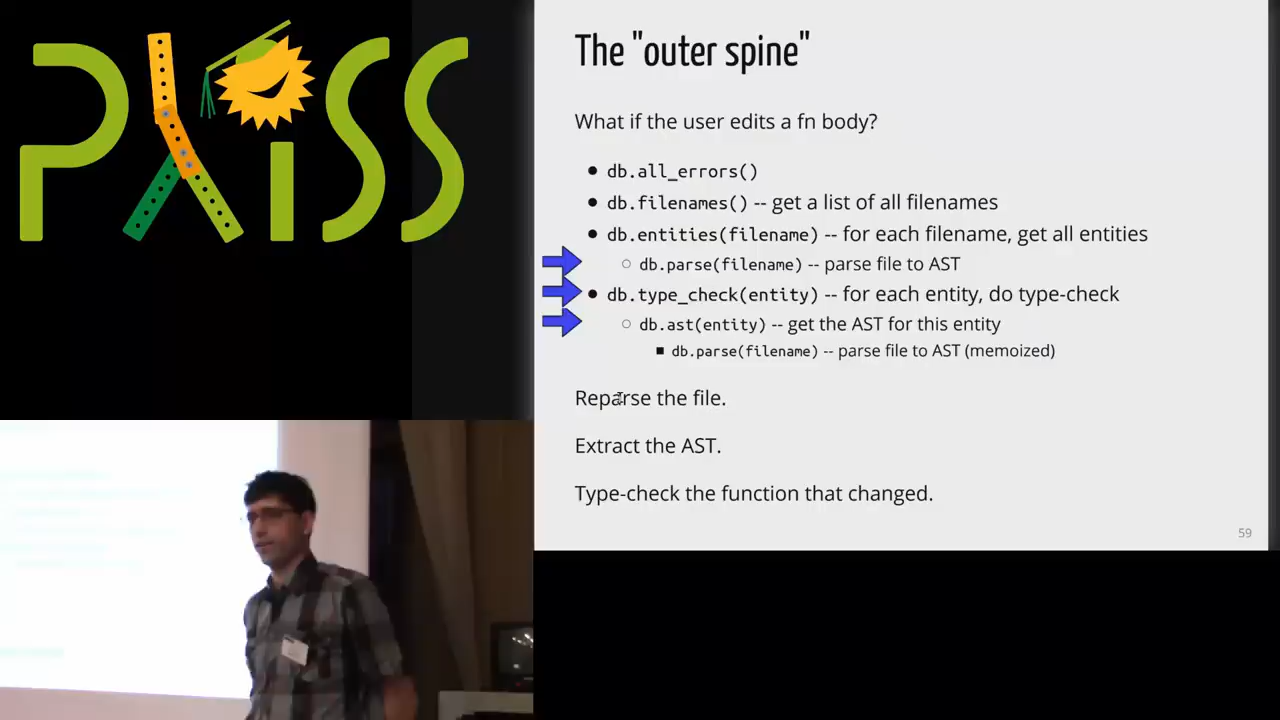 PLISS
The "outer spine"
What if the user edits a fn body?
● db.all_errors()
● db.filenames() -- get a list of all filenames
● db.entities(filename) -- for each filename, get all entities
○ db.parse(filename) -- parse file to AST
● db.type_check(entity) -- for each entity, do type-check
○ db.ast(entity) -- get the AST for this entity
■ db.parse(filename) -- parse file to AST (memoized)
Reparse the file.
Extract the AST.
Type-check the function that changed.
59